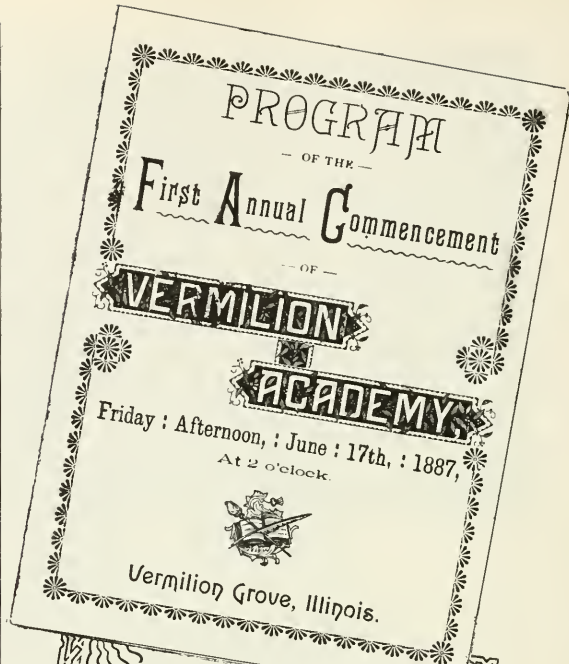 PROGRAM
— OF THE —
First Annual Commencement
— OF —
VERMILION
ACADEMY,
Friday : Afternoon, : June : 17th, : 1887,
At 2 o'clock.
Vermilion Grove, Illinois.